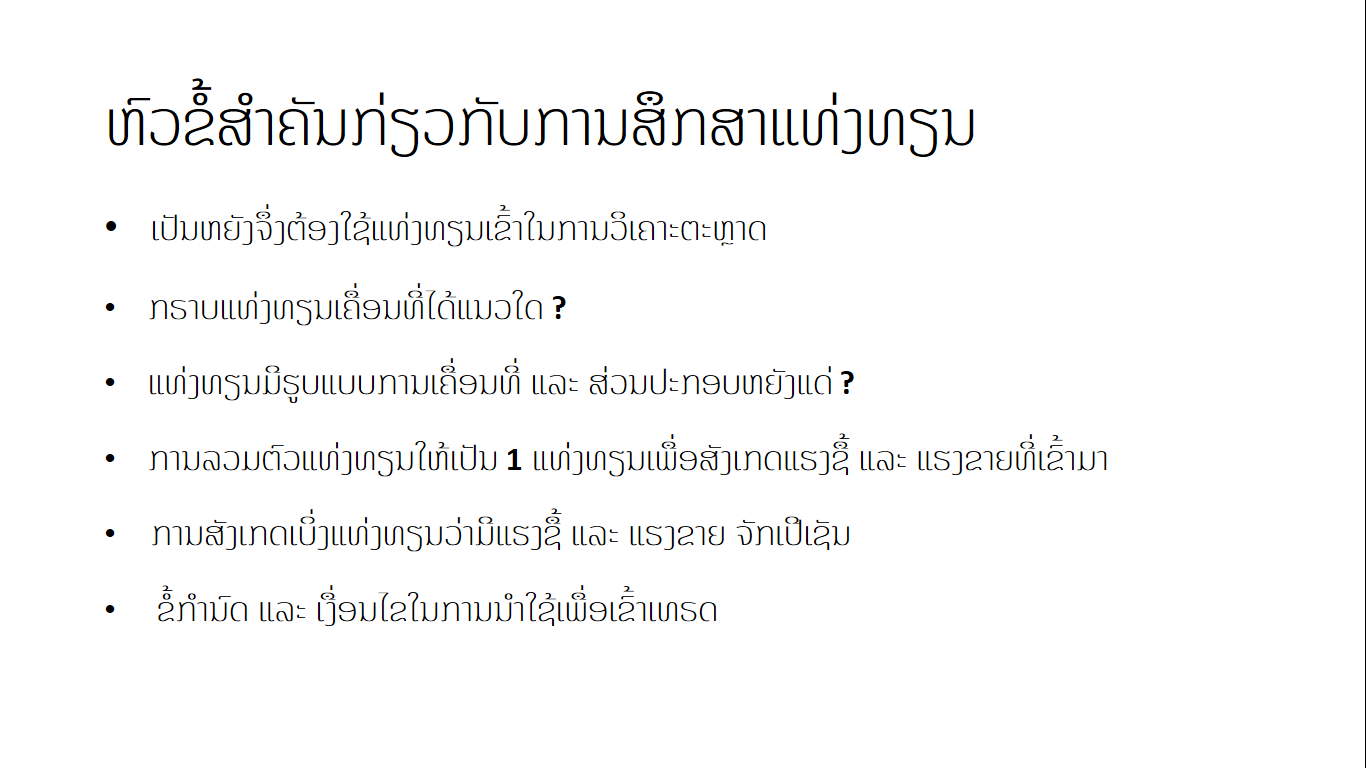 ຫົວຂໍ້ສຳຄັນກ່ຽວກັບການສຶກສາແທ່ງທຽນ
• ເປັນຫຍັງຈຶ່ງຕ້ອງໃຊ້ແທ່ງທຽນເຂົ້າໃນການວິເຄາະຕະຫຼາດ
• ກຣາບແທ່ງທຽນເຄື່ອນທີ່ໄດ້ແນວໃດ ?
• ແທ່ງທຽນມີຮູບແບບການເຄື່ອນທີ່ ແລະ ສ່ວນປະກອບຫຍັງແດ່ ?
• ການລວມຕົວແທ່ງທຽນໃຫ້ເປັນ 1 ແທ່ງທຽນເພື່ອສັງເກດແຮງຊື້ ແລະ ແຮງຂາຍທີ່ເຂົ້າມາ
• ການສັງເກດເບິ່ງແທ່ງທຽນວ່າມີແຮງຊື້ ແລະ ແຮງຂາຍ ຈັກເປີເຊັນ
• ຂໍ້ກຳນົດ ແລະ ເງື່ອນໄຂໃນການນຳໃຊ້ເພື່ອເຂົ້າເທຣດ